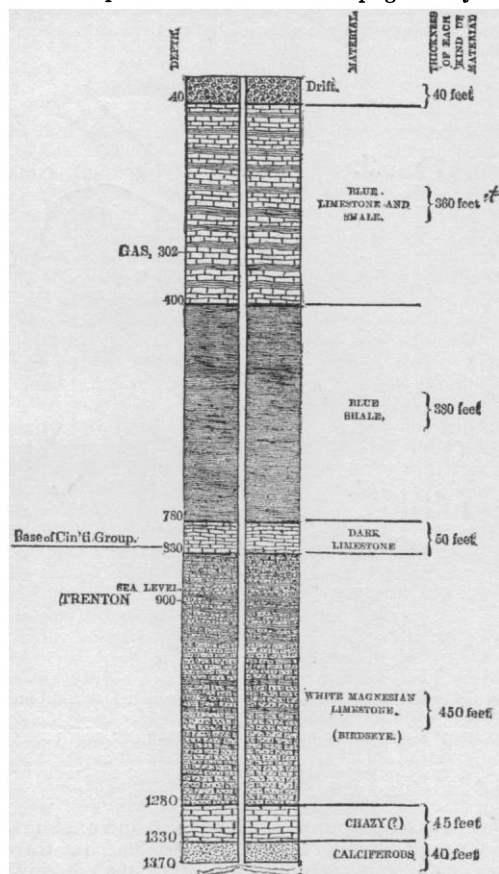 DEPTH.
MATERIAL.
THICKNESS
OF EACH
KIND OF
MATERIAL
Drift.
40
40 feet
BLUE
LIMESTONE AND
SHALE.
360 feet
GAS, 302
400
BLUE
SHALE,
380 feet
780
DARK
LIMESTONE
50 feet
Base of Cin'ti Group.
830
SEA LEVEL
(TRENTON 900
WHITE MAGNESIAN
LIMESTONE.
(BIRDSEYE.)
450 feet
1280
CHAZY (?)
45 feet
1330
CALCIFEROUS
40 feet
1370